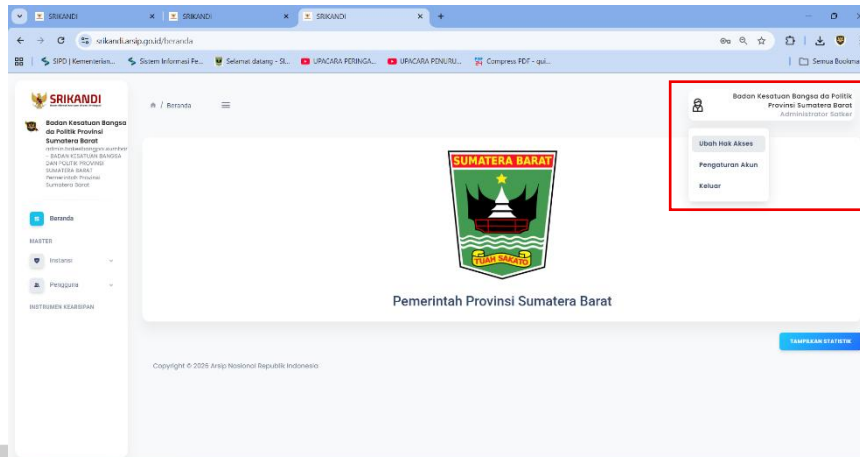 SRIKANDI
SRIKANDI
SRIKANDI
srikandi.arsip.go.id/beranda
SIPD | Kementerian...
Sistem Informasi Pe...
Selamat datang - SI...
UPACARA PERINGA...
UPACARA PENURU...
Compress PDF - qui...
Semua Bookma
SRIKANDI
Badan Kesatuan Bangsa
da Politik Provinsi
Sumatera Barat
- BADAN KESATUAN BANGSA
DAN POLITIK PROVINSI
SUMATERA BARAT
Pemerintah Provinsi
Sumatera Barat
Beranda
MASTER
Instansi
Pengguna
INSTRUMEN KEARSIPAN
/ Beranda
Badan Kesatuan Bangsa da Politik
Provinsi Sumatera Barat
Administrator Satker
Ubah Hak Akses
Pengaturan Akun
Keluar
SUMATERA BARAT
TUAH SAKATO
Pemerintah Provinsi Sumatera Barat
TAMPILKAN STATISTIK
Copyright © 2026 Arsip Nasional Republik Indonesia